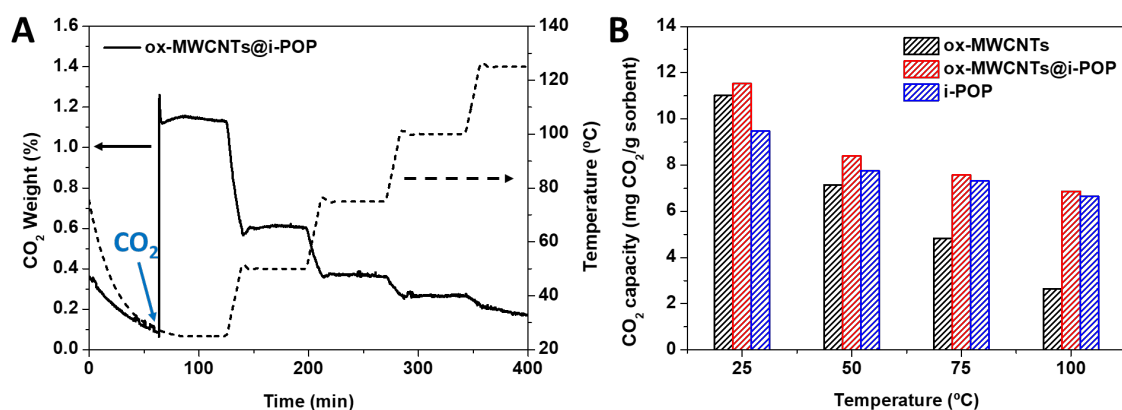 A
ox-MWCNTs@i-POP
CO₂ Weight (%)
1.6
1.4
1.2
1.0
0.8
0.6
0.4
0.2
0.0
CO₂
140
120
100
80
60
40
20
Temperature (ºC)
0 100 200 300 400
Time (min)
B
ox-MWCNTs
ox-MWCNTs@i-POP
i-POP
CO₂ capacity (mg CO₂/g sorbent)
14
12
10
8
6
4
2
0
25 50 75 100
Temperature (ºC)